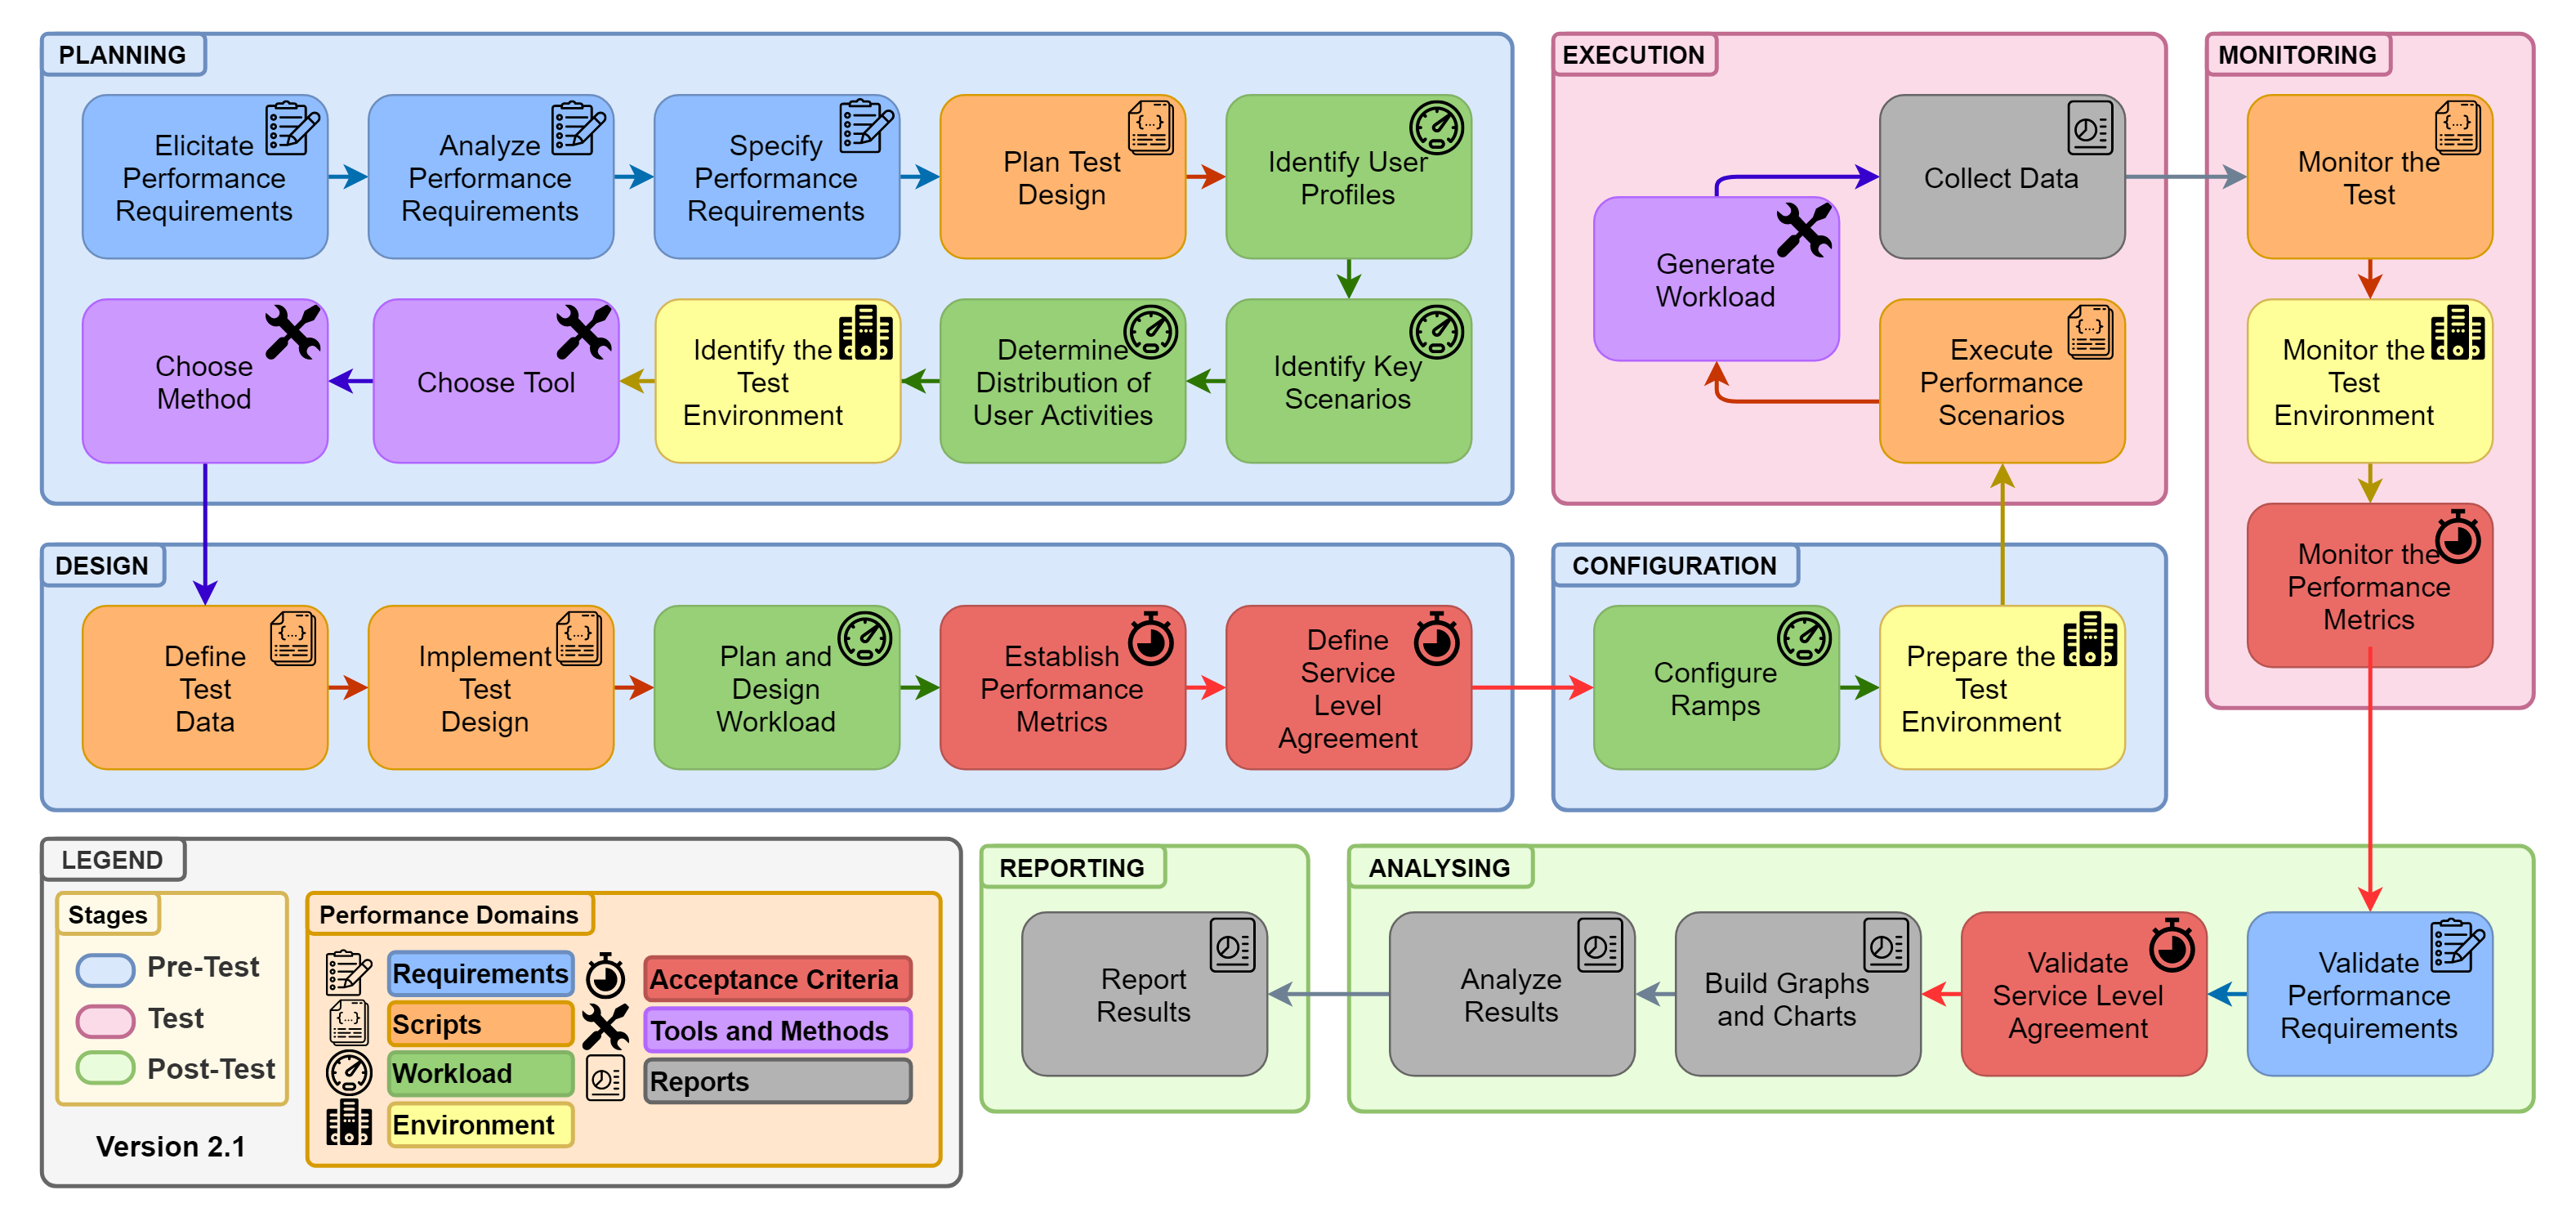 PLANNING
Elicitate
Performance
Requirements
Analyze
Performance
Requirements
Specify
Performance
Requirements
Plan Test
Design
Identify User
Profiles
Choose
Method
Choose Tool
Identify the
Test
Environment
Determine
Distribution of
User Activities
Identify Key
Scenarios
EXECUTION
Collect Data
Generate
Workload
Execute
Performance
Scenarios
MONITORING
Monitor the
Test
Monitor the
Test
Environment
Monitor the
Performance
Metrics
DESIGN
Define
Test
Data
Implement
Test
Design
Plan and
Design
Workload
Establish
Performance
Metrics
Define
Service
Level
Agreement
CONFIGURATION
Configure
Ramps
Prepare the
Test
Environment
LEGEND
Stages
Pre-Test
Test
Post-Test
Version 2.1
Performance Domains
{...}
Requirements
Scripts
Workload
Environment
Acceptance Criteria
Tools and Methods
Reports
REPORTING
Report
Results
ANALYSING
Analyze
Results
Build Graphs
and Charts
Validate
Service Level
Agreement
Validate
Performance
Requirements